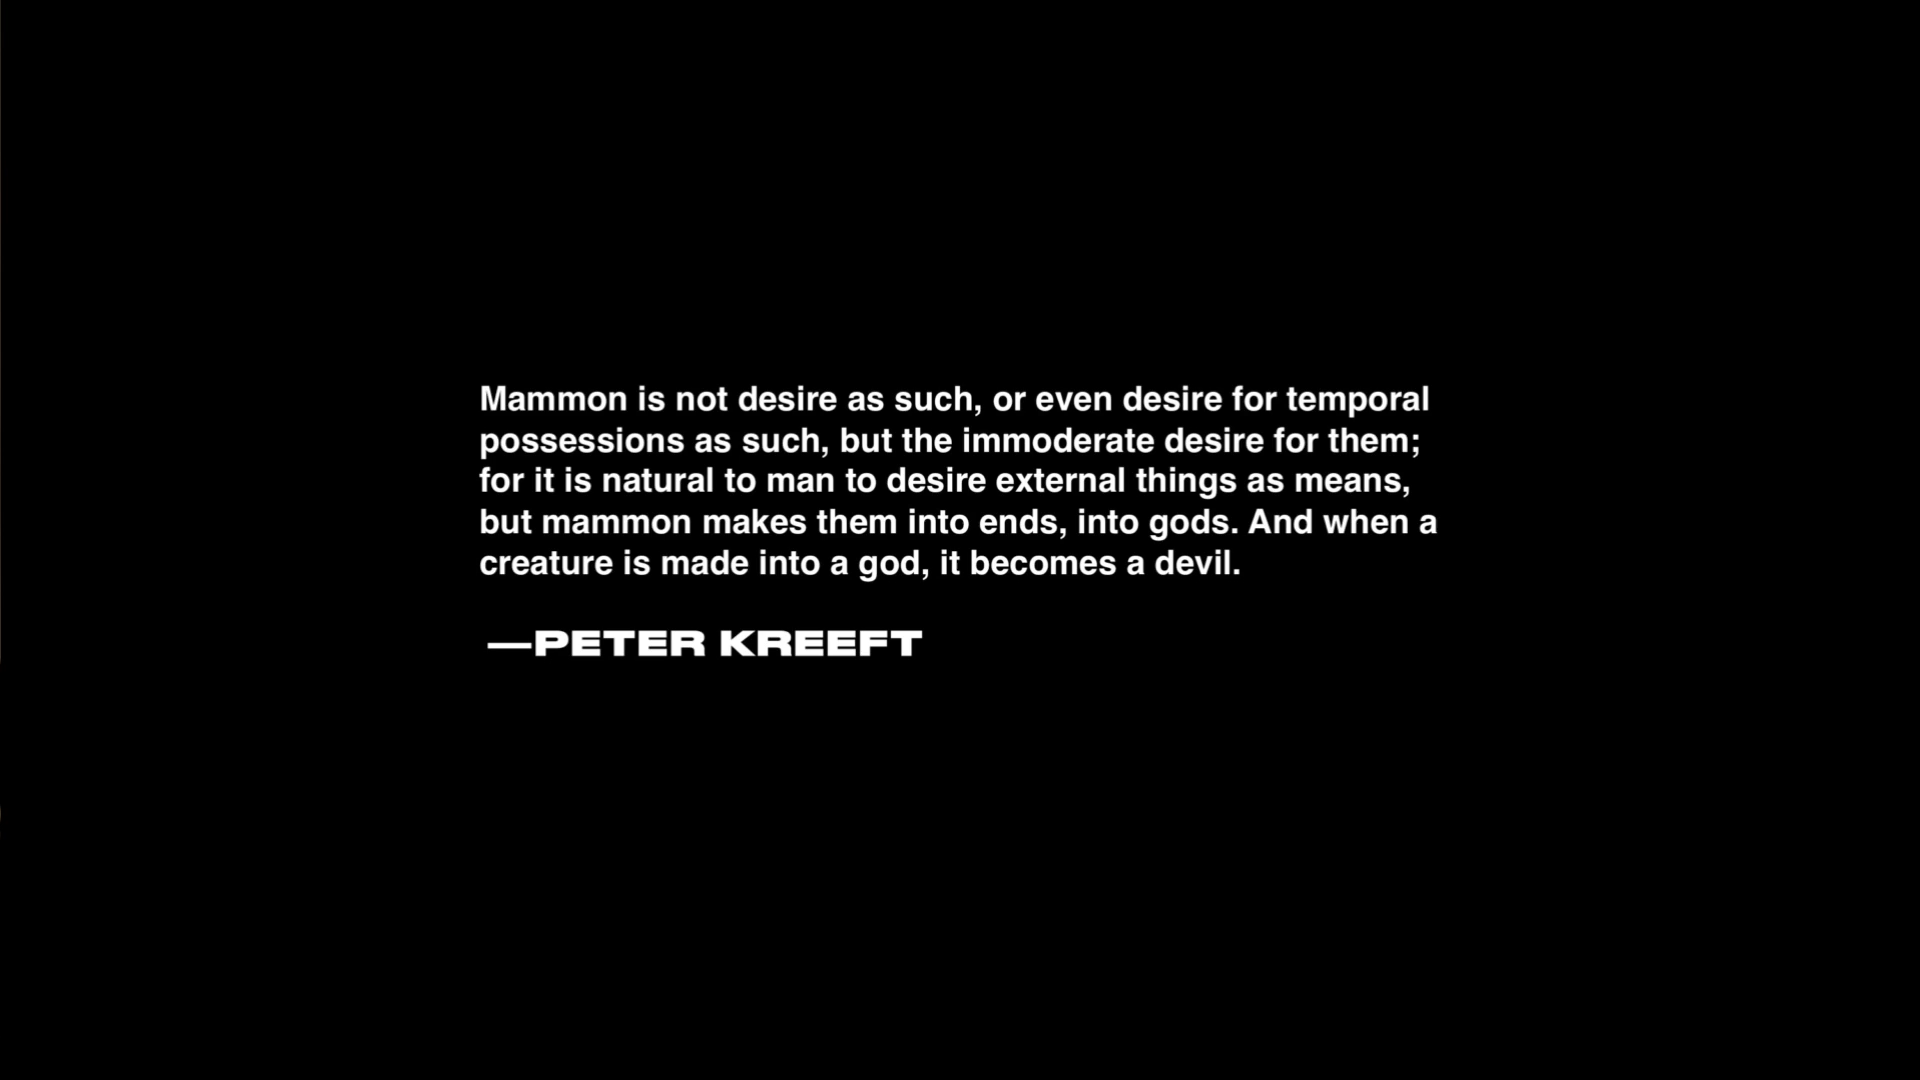 Mammon is not desire as such, or even desire for temporal
possessions as such, but the immoderate desire for them;
for it is natural to man to desire external things as means,
but mammon makes them into ends, into gods. And when a
creature is made into a god, it becomes a devil.
—PETER KREEFT